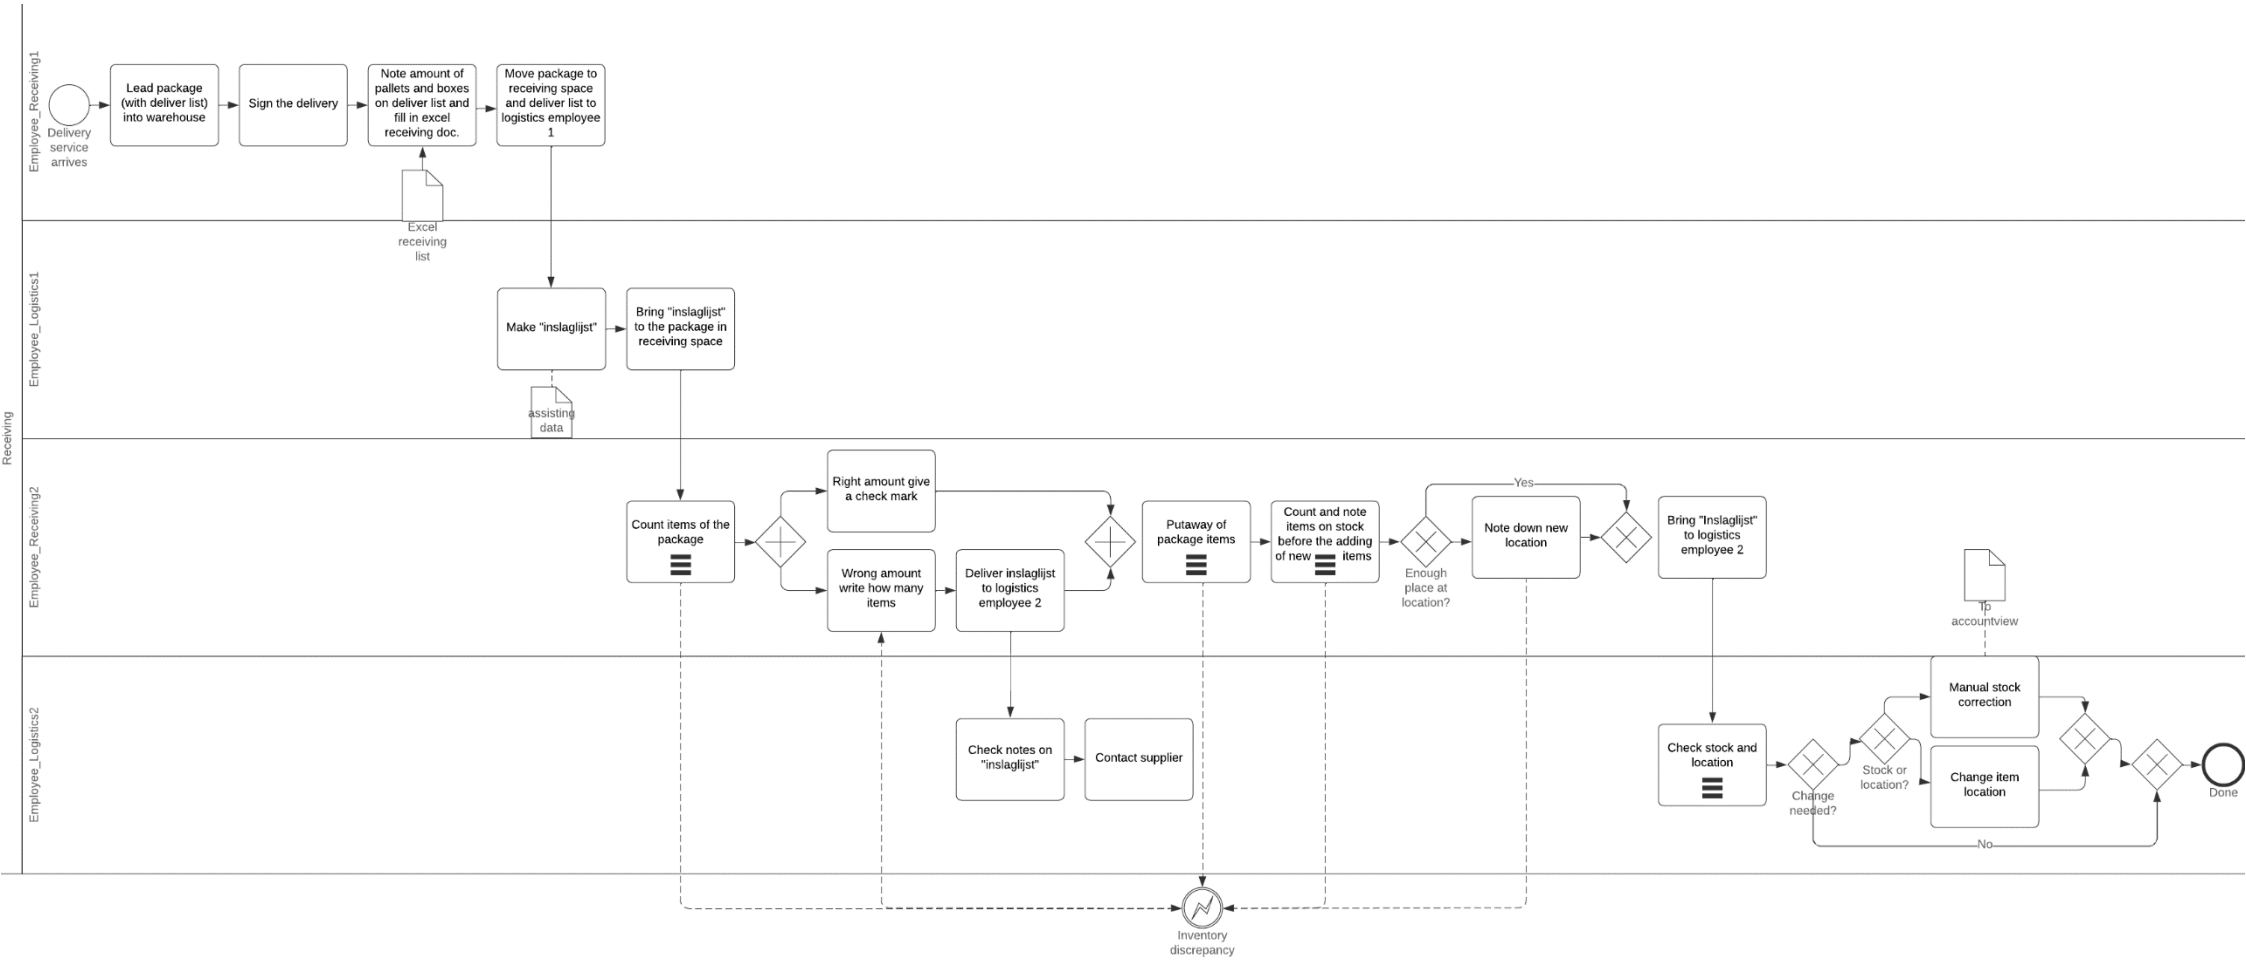 Receiving
Employee_Receiving1
Delivery
service
arrives
Lead package
(with deliver list)
into warehouse
Sign the delivery
Note amount of
pallets and boxes
on deliver list and
fill in excel
receiving doc.
Move package to
receiving space
and deliver list to
logistics employee
1
Excel
receiving
list
Employee_Logistics1
Make "inslaglijst"
Bring "inslaglijst"
to the package in
receiving space
assisting
data
Employee_Receiving2
Count items of the
package
Right amount give
a check mark
Wrong amount
write how many
items
Deliver inslaglijst
to logistics
employee 2
Putaway of
package items
Count and note
items on stock
before the adding
of new items
Enough
place at
location?
Yes
Note down new
location
Bring "Inslaglijst"
to logistics
employee 2
To
accountview
Employee_Logistics2
Check notes on
"inslaglijst"
Contact supplier
Check stock and
location
Change
needed?
Stock or
location?
Manual stock
correction
Change item
location
No
Done
Inventory
discrepancy